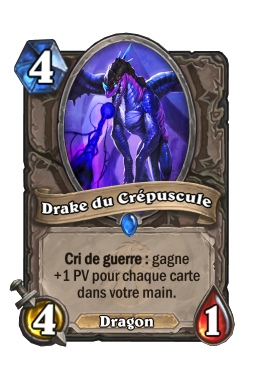 4
Drake du Crépuscule
Cri de guerre : gagne
+1 PV pour chaque carte
dans votre main.
4 Dragon 1